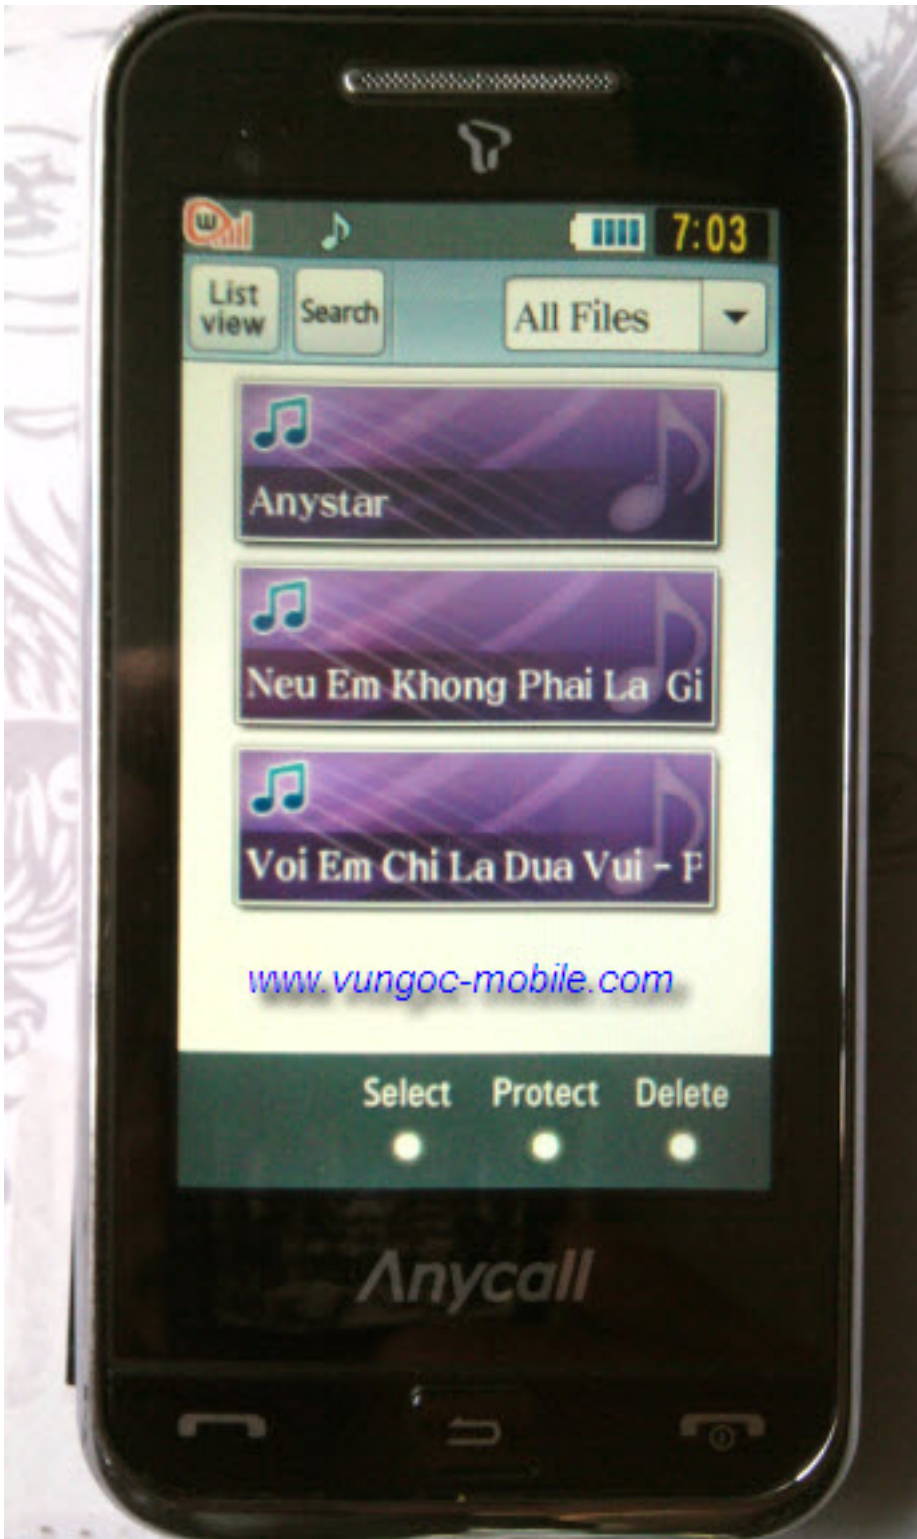 7:03
List view
Search
All Files
Anystar
Neu Em Khong Phai La Gi
Voi Em Chi La Dua Vui -
www.vungoc-mobile.com
Select Protect Delete
Anycall